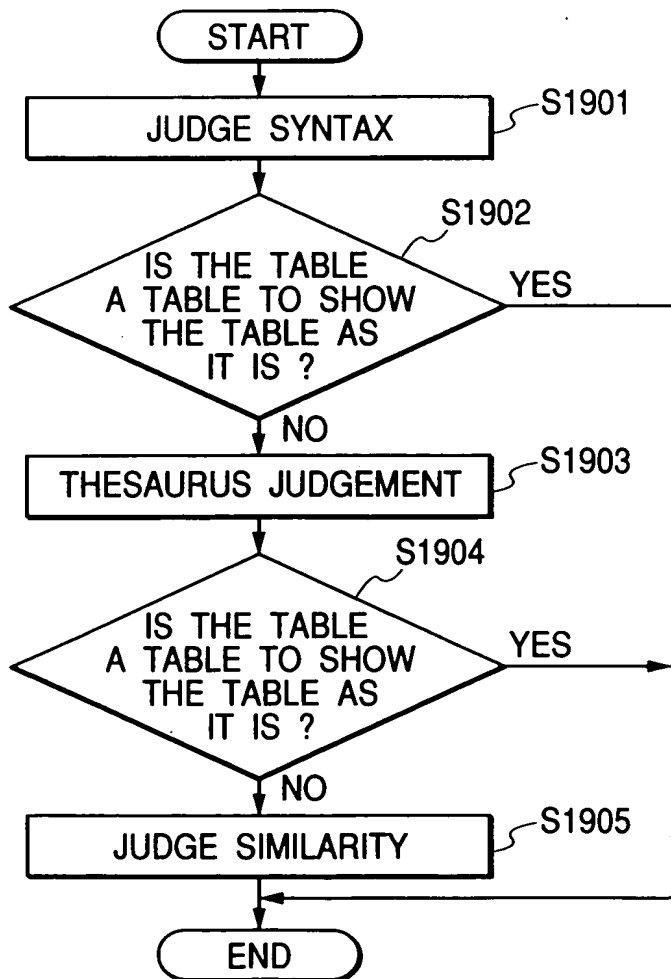 START
JUDGE SYNTAX
S1901
S1902
IS THE TABLE
A TABLE TO SHOW
THE TABLE AS
IT IS ?
YES
NO
THESAURUS JUDGEMENT
S1903
S1904
IS THE TABLE
A TABLE TO SHOW
THE TABLE AS
IT IS ?
YES
NO
JUDGE SIMILARITY
S1905
END